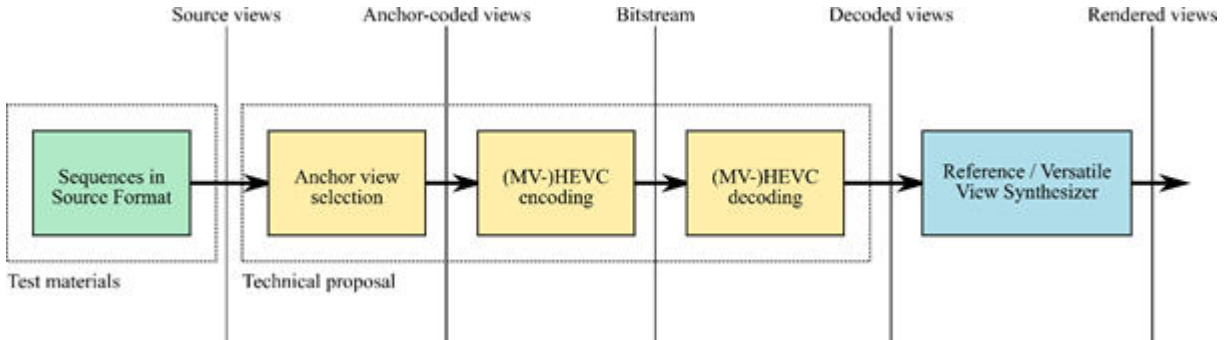 Source views
Anchor-coded views
Bitstream
Decoded views
Rendered views
Sequences in
Source Format
Anchor view
selection
(MV-)HEVC
encoding
(MV-)HEVC
decoding
Reference / Versatile
View Synthesizer
Test materials
Technical proposal